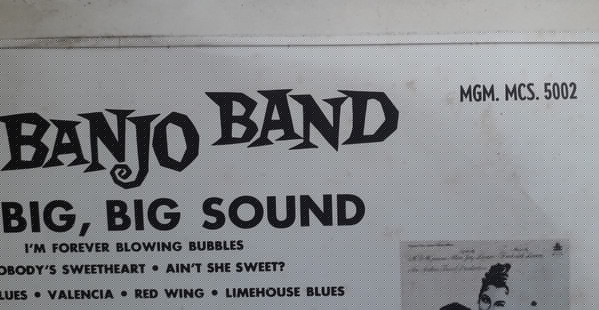 MGM. MCS. 5002
BANJO BAND
BIG, BIG SOUND
I'M FOREVER BLOWING BUBBLES
OBODY'S SWEETHEART • AIN'T SHE SWEET?
LUES • VALENCIA • RED WING • LIMEHOUSE BLUES